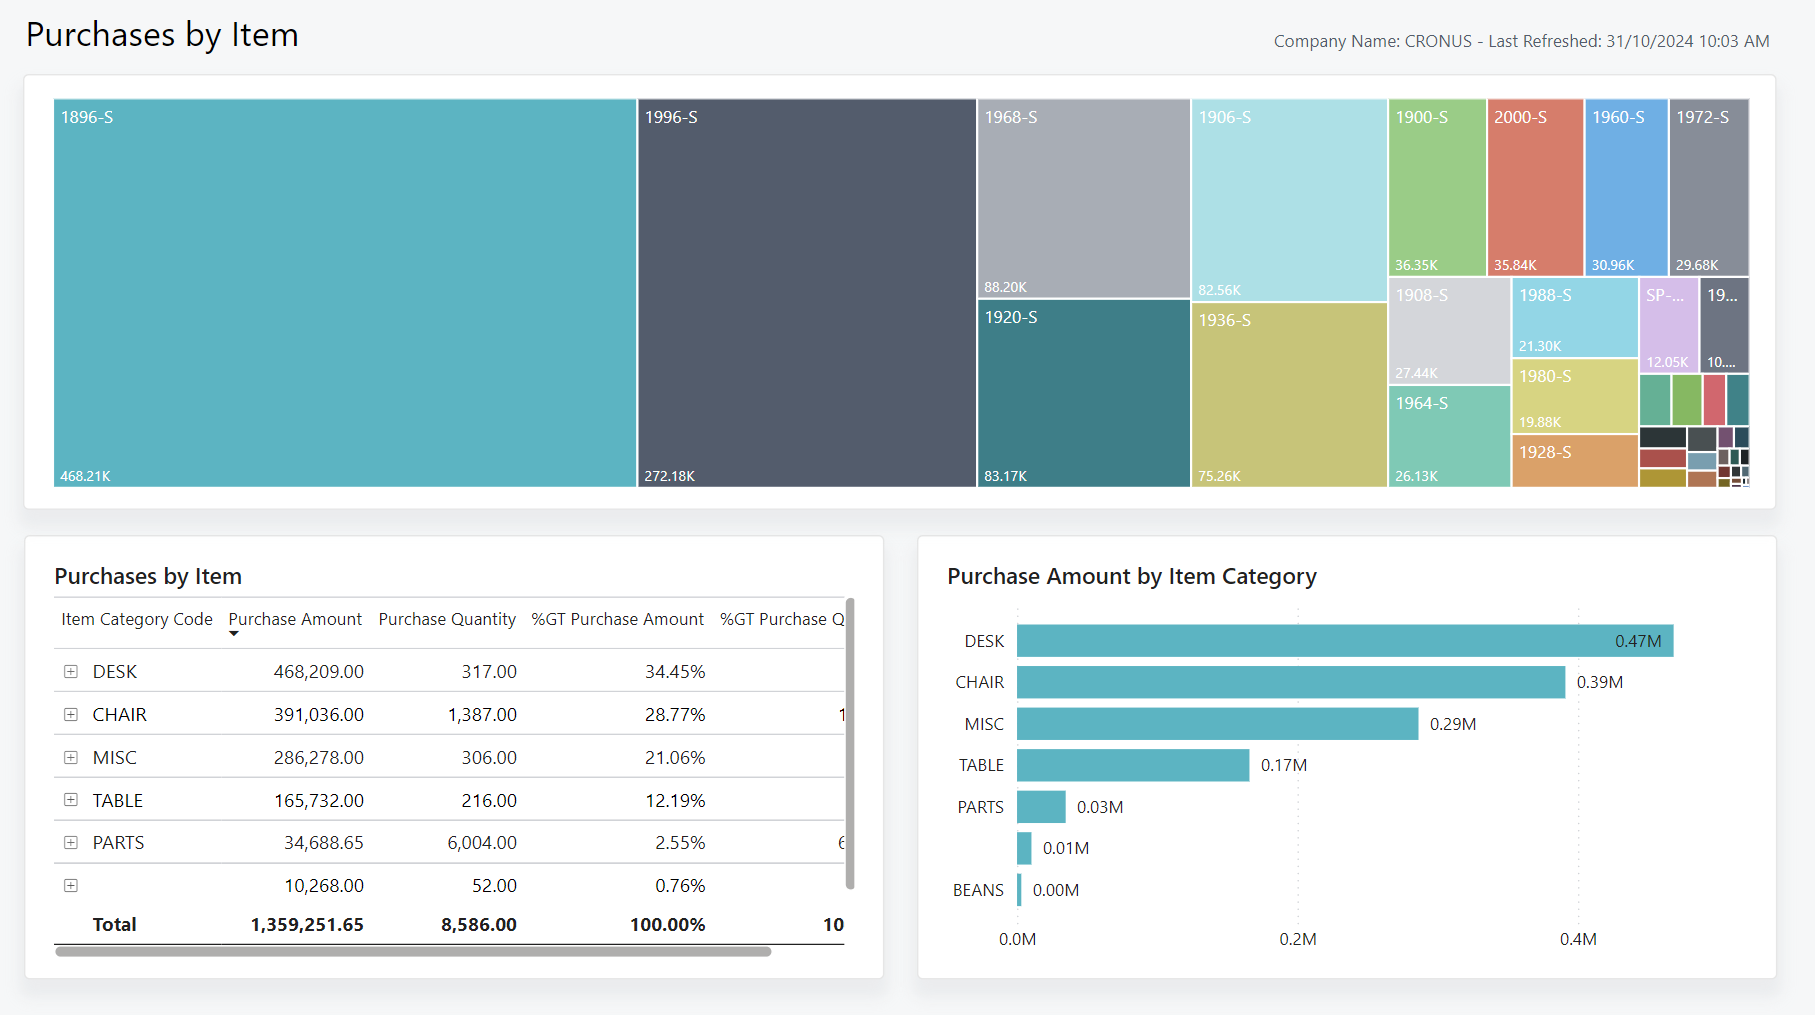 Purchases by Item
Company Name: CRONUS - Last Refreshed: 31/10/2024 10:03 AM
1896-S
468.21K
1996-S
272.18K
1968-S
88.20K
1920-S
83.17K
1906-S
82.56K
1936-S
75.26K
1900-S
36.35K
2000-S
35.84K
1960-S
30.96K
1972-S
29.68K
1908-S
27.44K
1964-S
26.13K
1988-S
21.30K
1980-S
19.88K
1928-S
SP-...
12.05K
19...
10....
Purchases by Item
Item Category Code Purchase Amount Purchase Quantity %GT Purchase Amount %GT Purchase Q
DESK 468,209.00 317.00 34.45%
CHAIR 391,036.00 1,387.00 28.77% 1
MISC 286,278.00 306.00 21.06%
TABLE 165,732.00 216.00 12.19%
PARTS 34,688.65 6,004.00 2.55% 6
10,268.00 52.00 0.76%
Total 1,359,251.65 8,586.00 100.00% 10
Purchase Amount by Item Category
DESK 0.47M
CHAIR 0.39M
MISC 0.29M
TABLE 0.17M
PARTS 0.03M
0.01M
BEANS 0.00M
0.0M 0.2M 0.4M